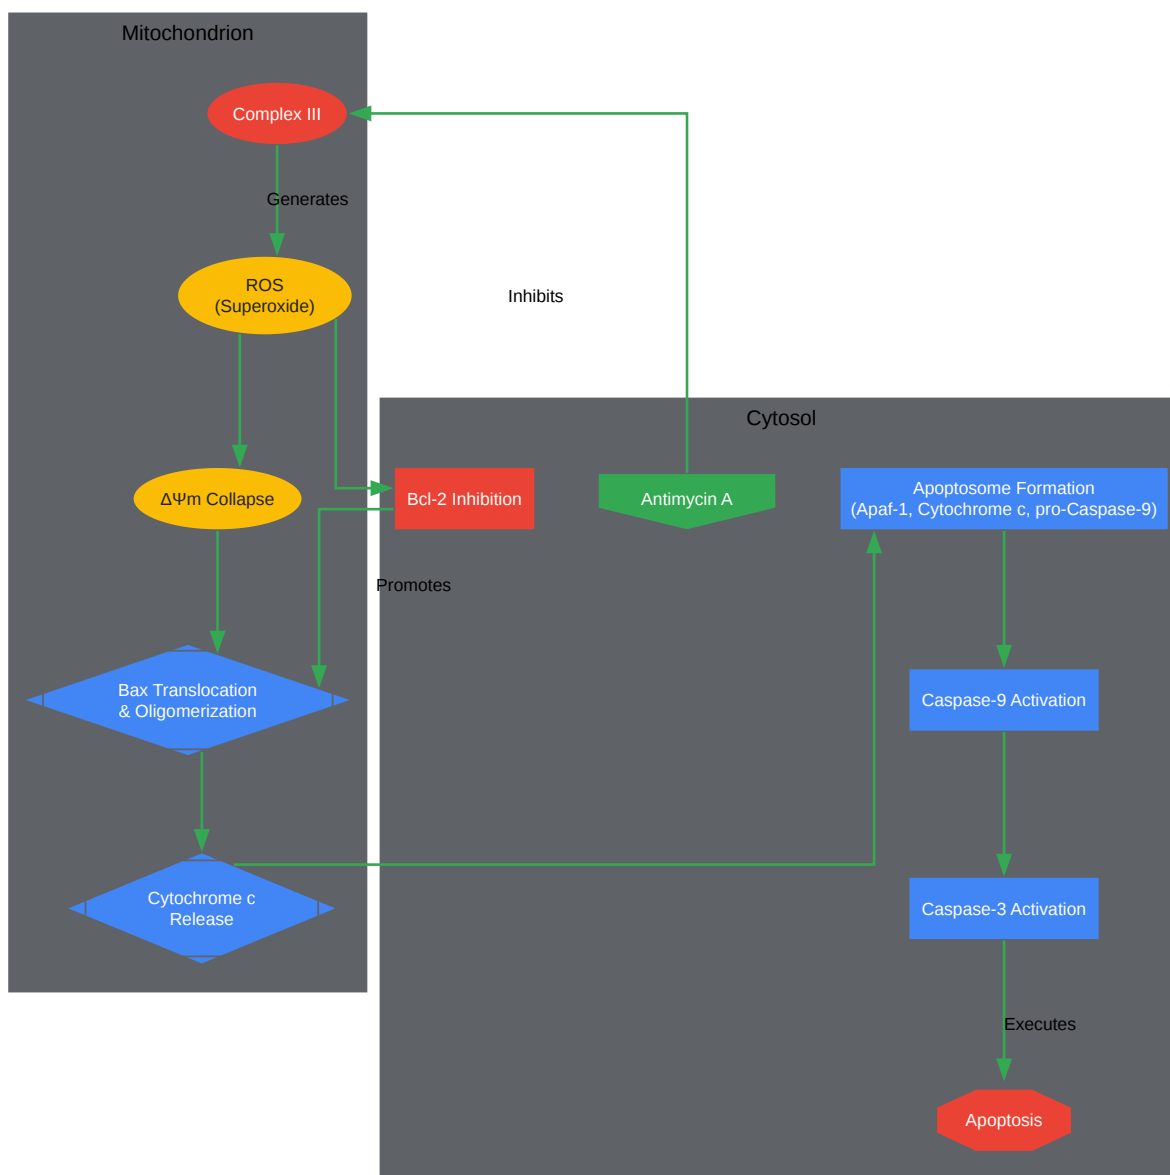 Mitochondrion
Complex III
Generates
ROS
(Superoxide)
Inhibits
Cytosol
ΔΨm Collapse
Bcl-2 Inhibition
Antimycin A
Apoptosome Formation
(Apaf-1, Cytochrome c, pro-Caspase-9)
Promotes
Bax Translocation
& Oligomerization
Caspase-9 Activation
Cytochrome c
Release
Caspase-3 Activation
Executes
Apoptosis